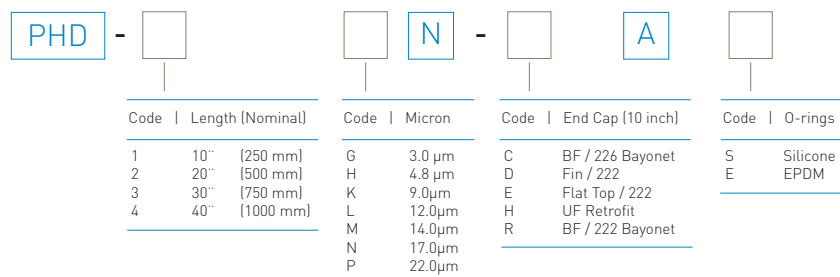 PHD - N - A
Code | Length (Nominal)
1 10¨ (250 mm)
2 20¨ (500 mm)
3 30¨ (750 mm)
4 40¨ (1000 mm)
Code | Micron
G 3.0 µm
H 4.8 µm
K 9.0µm
L 12.0µm
M 14.0µm
N 17.0µm
P 22.0µm
Code | End Cap (10 inch)
C BF / 226 Bayonet
D Fin / 222
E Flat Top / 222
H UF Retrofit
R BF / 222 Bayonet
Code | O-rings
S Silicone
E EPDM